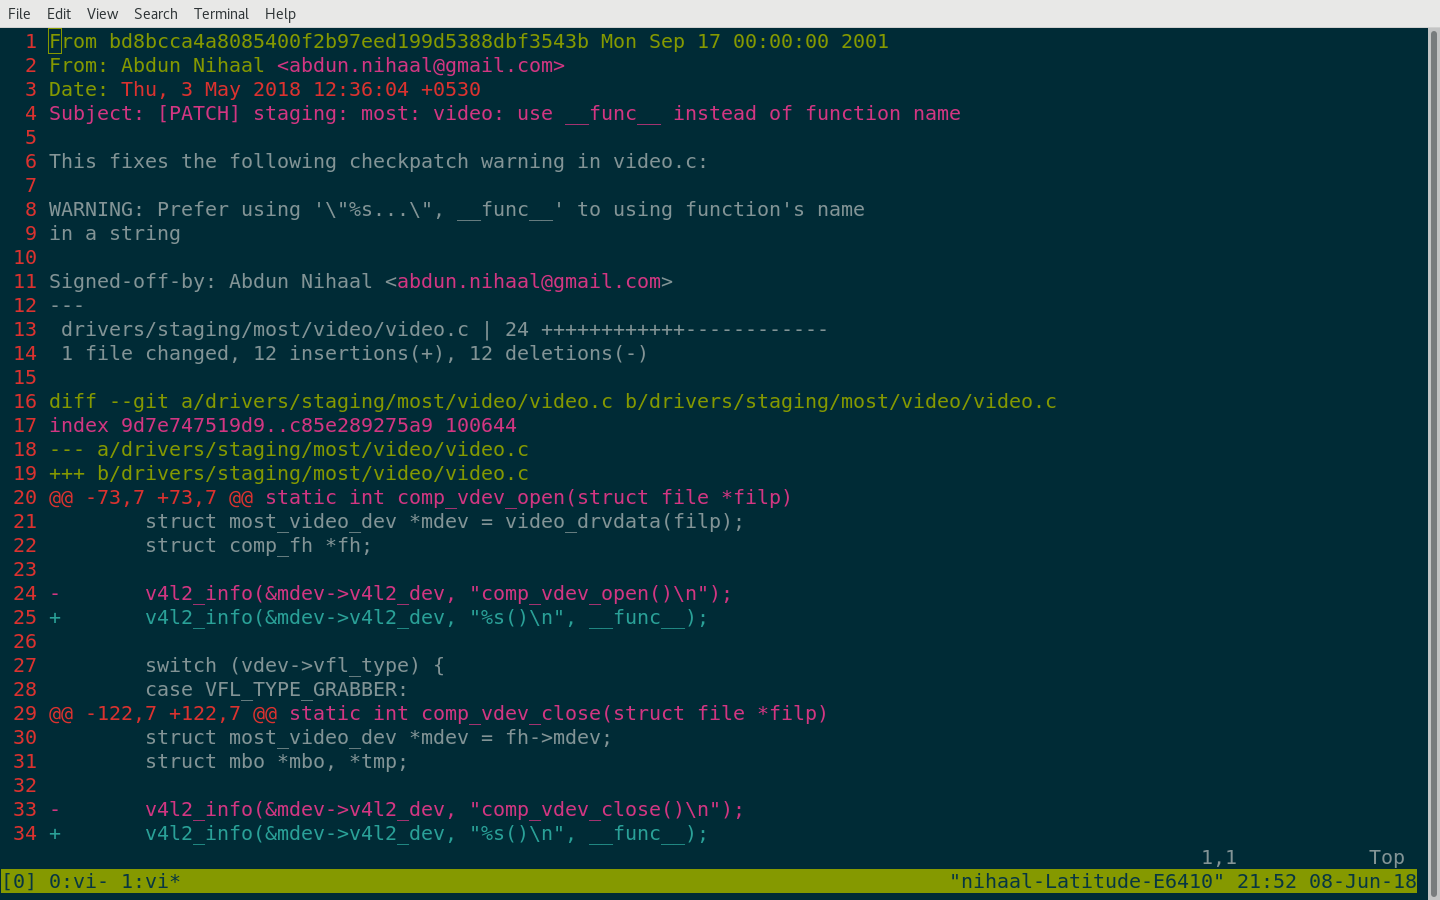 File Edit View Search Terminal Help
1 From bd8bcca4a8085400f2b97eed199d5388dbf3543b Mon Sep 17 00:00:00 2001
2 From: Abdun Nihaal <abdun.nihaal@gmail.com>
3 Date: Thu, 3 May 2018 12:36:04 +0530
4 Subject: [PATCH] staging: most: video: use __func__ instead of function name
5
6 This fixes the following checkpatch warning in video.c:
7
8 WARNING: Prefer using '\"%s...\", __func__' to using function's name
9 in a string
10
11 Signed-off-by: Abdun Nihaal <abdun.nihaal@gmail.com>
12 ---
13  drivers/staging/most/video/video.c | 24 ++++++++++++------------
14  1 file changed, 12 insertions(+), 12 deletions(-)
15
16 diff --git a/drivers/staging/most/video/video.c b/drivers/staging/most/video/video.c
17 index 9d7e747519d9..c85e289275a9 100644
18 --- a/drivers/staging/most/video/video.c
19 +++ b/drivers/staging/most/video/video.c
20 @@ -73,7 +73,7 @@ static int comp_vdev_open(struct file *filp)
21         struct most_video_dev *mdev = video_drvdata(filp);
22         struct comp_fh *fh;
23
24 -       v4l2_info(&mdev->v4l2_dev, "comp_vdev_open()\n");
25 +       v4l2_info(&mdev->v4l2_dev, "%s()\n", __func__);
26
27         switch (vdev->vfl_type) {
28         case VFL_TYPE_GRABBER:
29 @@ -122,7 +122,7 @@ static int comp_vdev_close(struct file *filp)
30         struct most_video_dev *mdev = fh->mdev;
31         struct mbo *mbo, *tmp;
32
33 -       v4l2_info(&mdev->v4l2_dev, "comp_vdev_close()\n");
34 +       v4l2_info(&mdev->v4l2_dev, "%s()\n", __func__);
1,1 Top
[0] 0:vi- 1:vi* "nihaal-Latitude-E6410" 21:52 08-Jun-18